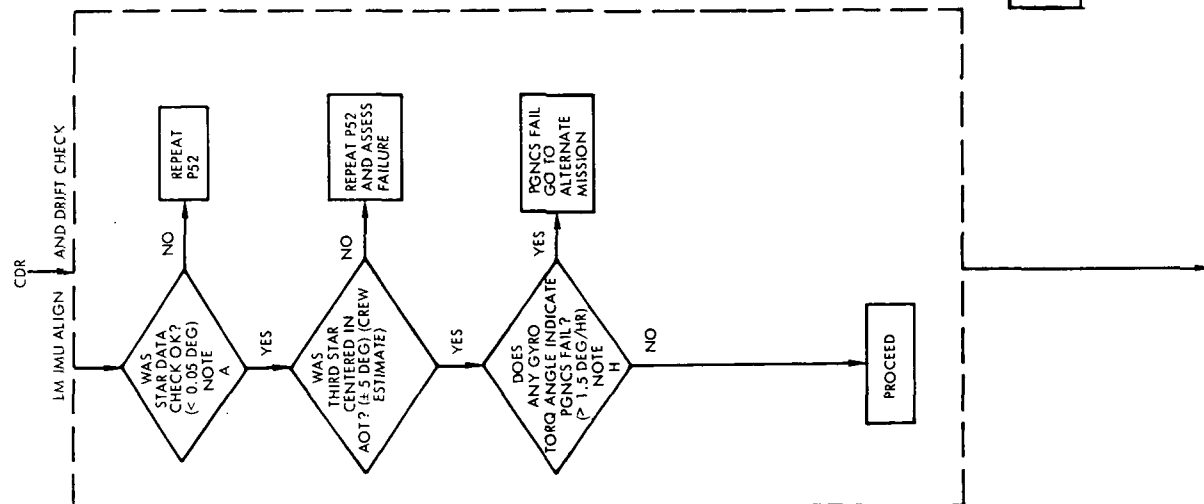 CDR
LM IMU ALIGN AND DRIFT CHECK
WAS
STAR DATA
CHECK OK?
(< 0.05 DEG)
NOTE
A
NO
REPEAT
P52
YES
WAS
THIRD STAR
CENTERED IN
AOT? (± 5 DEG) (CREW
ESTIMATE)
NO
REPEAT P52
AND ASSESS
FAILURE
YES
DOES
ANY GYRO
TORQ ANGLE INDICATE
PGNCS FAIL?
(> 1.5 DEG/HR)
NOTE
H
YES
PGNCS FAIL
GO TO
ALTERNATE
MISSION
NO
PROCEED